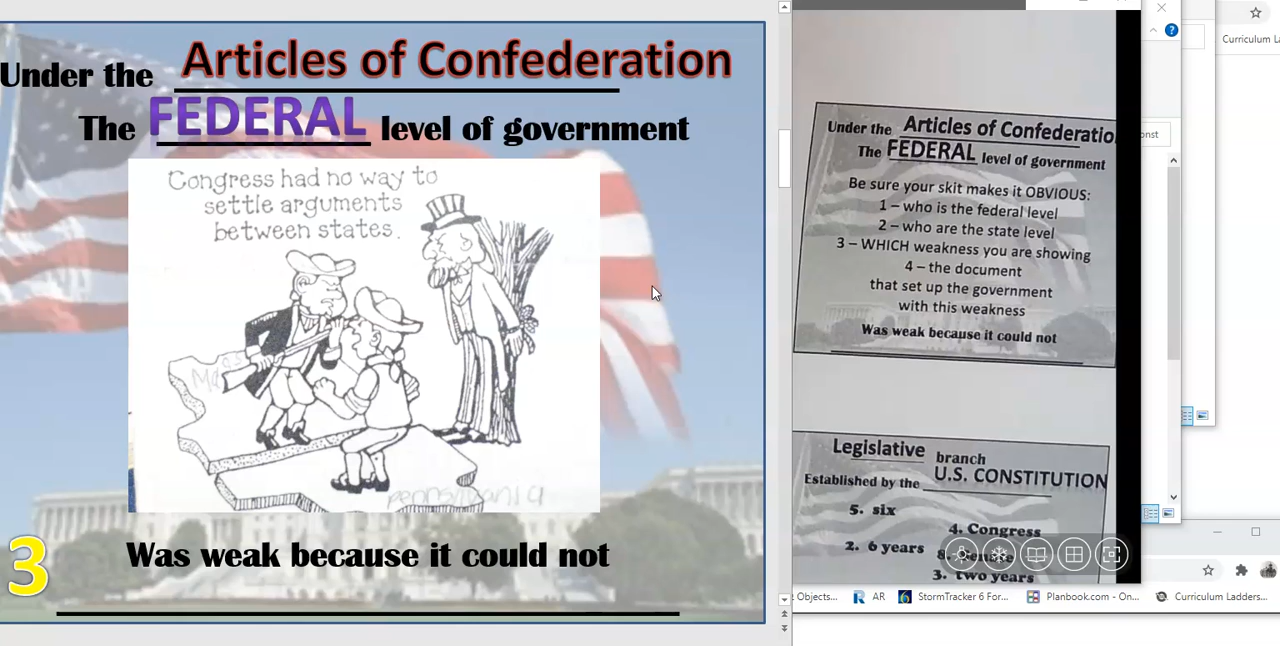 Under the Articles of Confederation
The FEDERAL level of government
Congress had no way to
settle arguments
between states.
Mass
Pennsylvania
3
Was weak because it could not
Under the Articles of Confederatio
The FEDERAL level of government
Be sure your skit makes it OBVIOUS:
1 – who is the federal level
2 – who are the state level
3 – WHICH weakness you are showing
4 – the document
that set up the government
with this weakness
Was weak because it could not
Legislative branch
Established by the U.S. CONSTITUTION
5. six
4. Congress
2. 6 years
3. two years
?
Curriculum La
onst
Objects...
AR
StormTracker 6 For...
Planbook.com - On...
Curriculum Ladders...